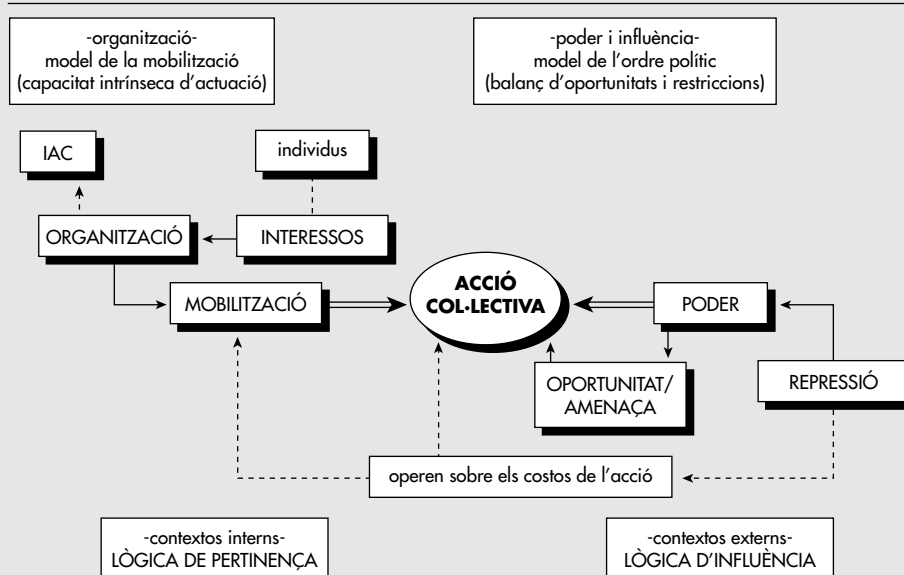 -organització-
model de la mobilització
(capacitat intrínseca d'actuació)
-poder i influència-
model de l'ordre polític
(balanç d'oportunitats i restriccions)
IAC
individus
ORGANITZACIÓ
INTERESSOS
ACCIÓ
COL·LECTIVA
MOBILITZACIÓ
PODER
OPORTUNITAT/
AMENAÇA
REPRESSIÓ
operen sobre els costos de l'acció
-contextos interns-
LÒGICA DE PERTINENÇA
-contextos externs-
LÒGICA D'INFLUÈNCIA